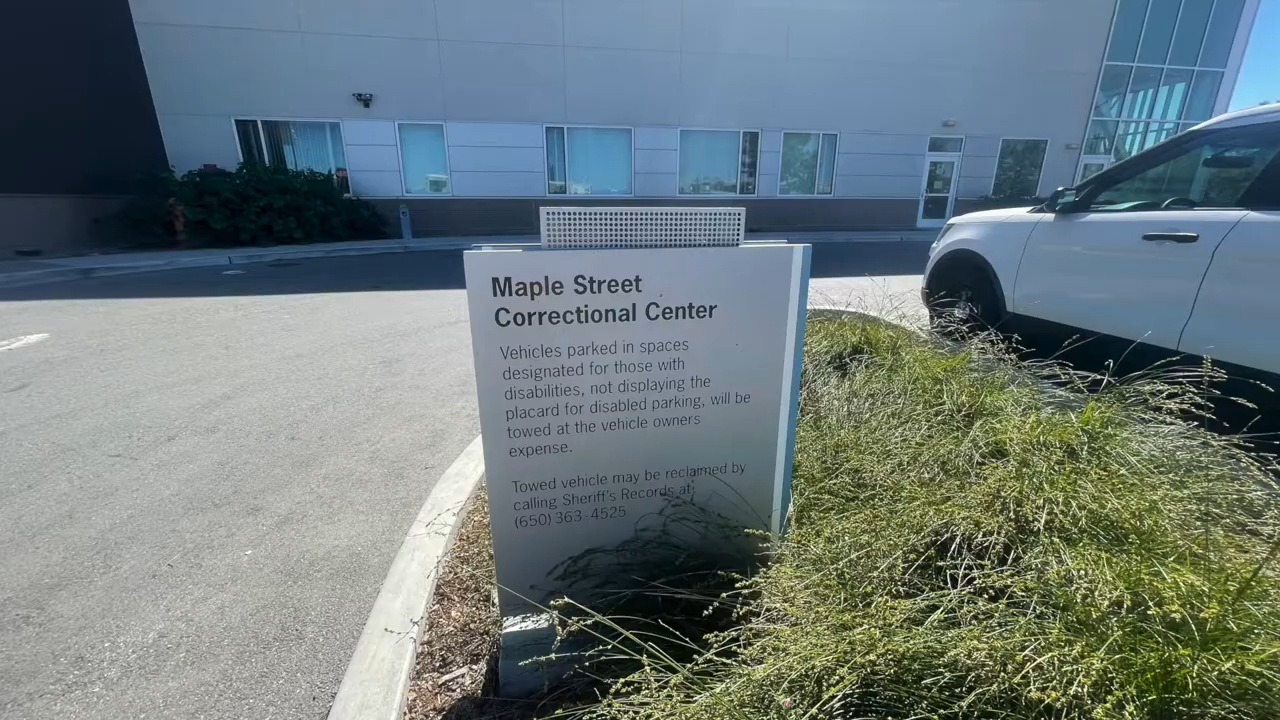 Maple Street
Correctional Center
Vehicles parked in spaces
designated for those with
disabilities, not displaying the
placard for disabled parking, will be
towed at the vehicle owners
expense.
Towed vehicle may be reclaimed by
calling Sheriff's Records at:
(650) 363-4525